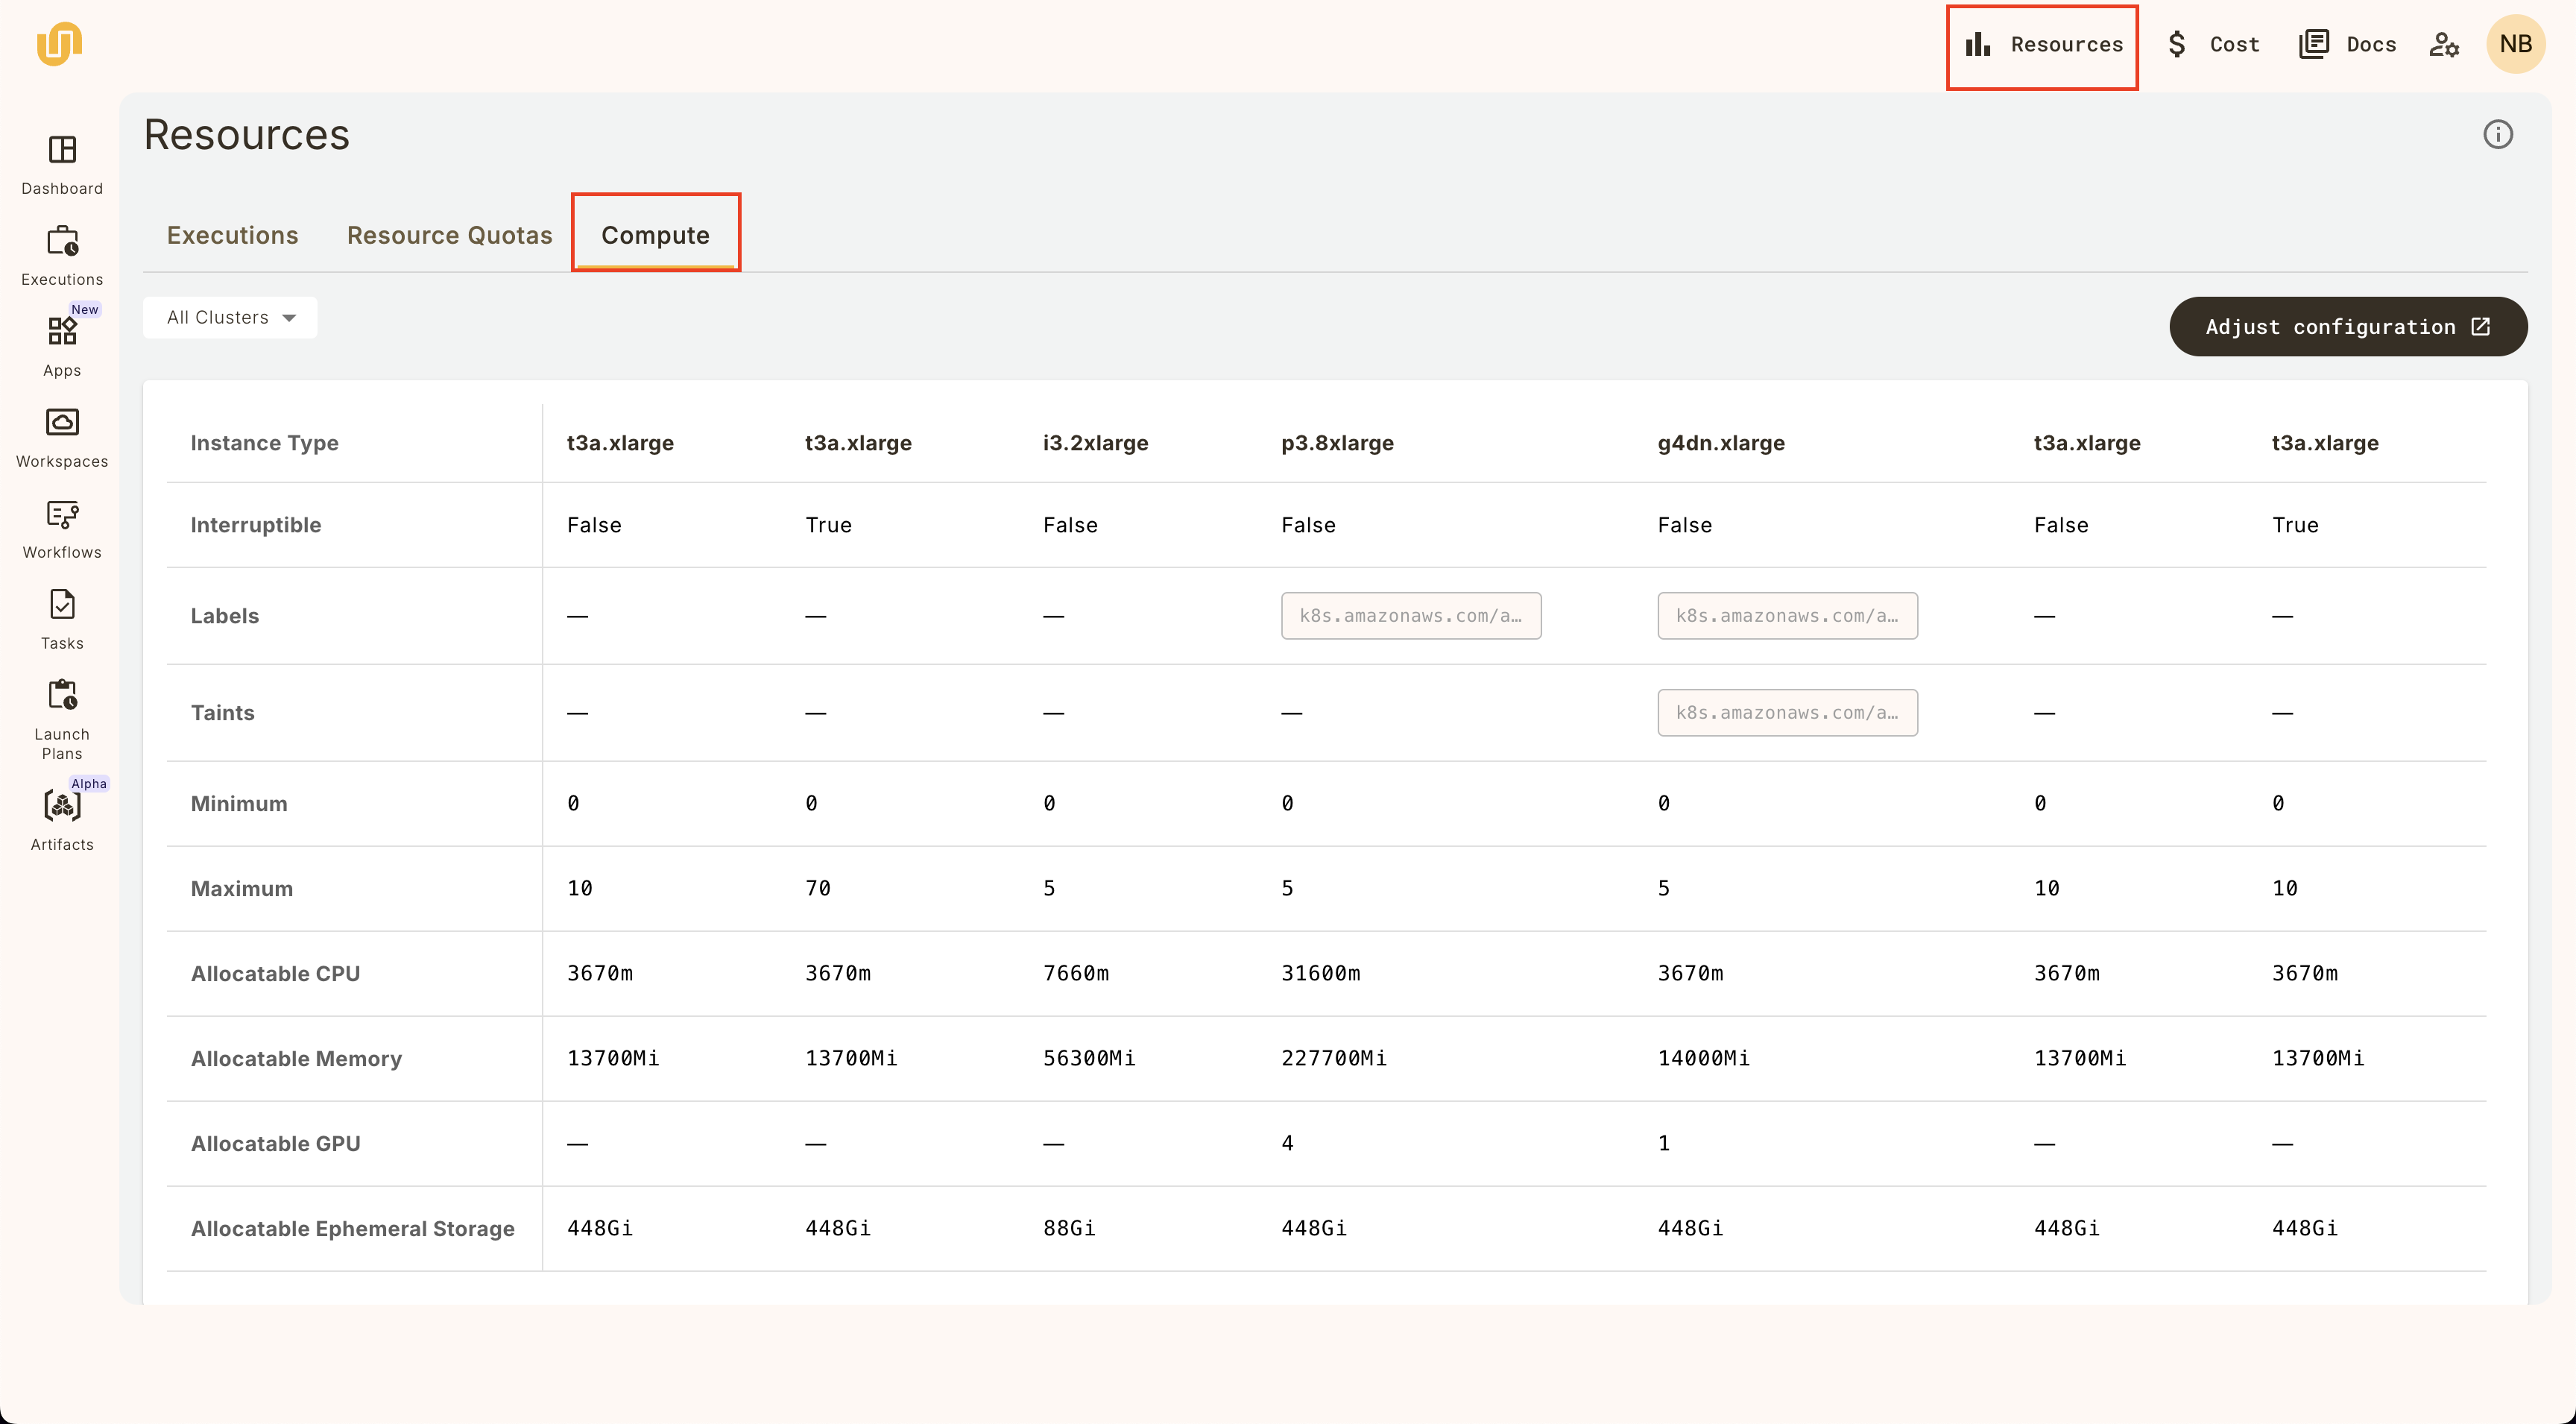 Resources
Cost
Docs
NB
Dashboard
Executions
New
Apps
Workspaces
Workflows
Tasks
Launch
Plans
Alpha
Artifacts
Resources
Executions Resource Quotas Compute
All Clusters
Adjust configuration
Instance Type t3a.xlarge t3a.xlarge i3.2xlarge p3.8xlarge g4dn.xlarge t3a.xlarge t3a.xlarge
Interruptible False True False False False False True
Labels — — — k8s.amazonaws.com/a… k8s.amazonaws.com/a… — —
Taints — — — — k8s.amazonaws.com/a… — —
Minimum 0 0 0 0 0 0 0
Maximum 10 70 5 5 5 10 10
Allocatable CPU 3670m 3670m 7660m 31600m 3670m 3670m 3670m
Allocatable Memory 13700Mi 13700Mi 56300Mi 227700Mi 14000Mi 13700Mi 13700Mi
Allocatable GPU — — — 4 1 — —
Allocatable Ephemeral Storage 448Gi 448Gi 88Gi 448Gi 448Gi 448Gi 448Gi